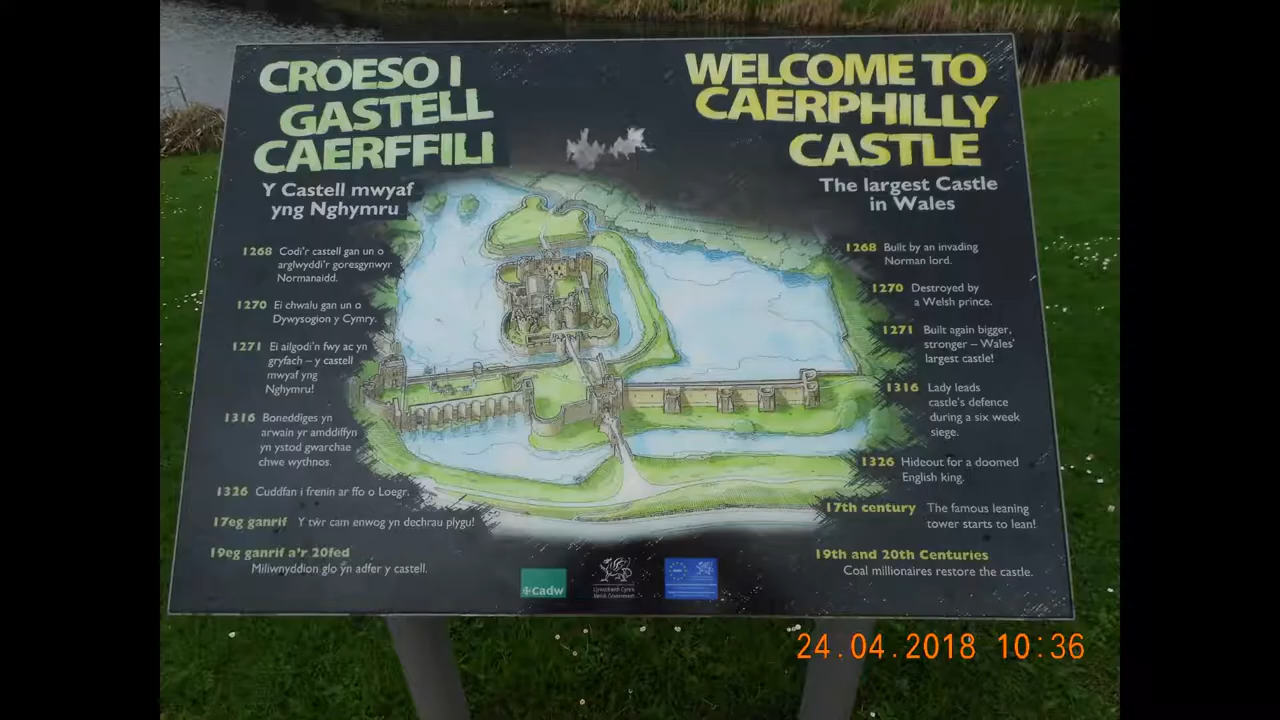 CROESO I
GASTELL
CAERFFILI
Y Castell mwyaf
yng Nghymru
1268 Codi'r castell gan un o
arglwyddi'r goresgynwyr
Normanaidd.
1270 Ei chwalu gan un o
Dywysogion y Cymry.
1271 Ei ailgodi'n fwy ac yn
gryfach – y castell
mwyaf yng
Nghymru!
1316 Boneddiges yn
arwain yr amddiffyn
yn ystod gwarchae
chwe wythnos.
1326 Cuddfan i frenin ar ffo o Loegr.
17eg ganrif Y tŵr cam enwog yn dechrau plygu!
19eg ganrif a'r 20fed
Miliwnyddion glo yn adfer y castell.
WELCOME TO
CAERPHILLY
CASTLE
The largest Castle
in Wales
1268 Built by an invading
Norman lord.
1270 Destroyed by
a Welsh prince.
1271 Built again bigger,
stronger – Wales'
largest castle!
1316 Lady leads
castle's defence
during a six week
siege.
1326 Hideout for a doomed
English king.
17th century The famous leaning
tower starts to lean!
19th and 20th Centuries
Coal millionaires restore the castle.
Cadw
Llywodraeth Cymru
Welsh Government
24.04.2018 10:36